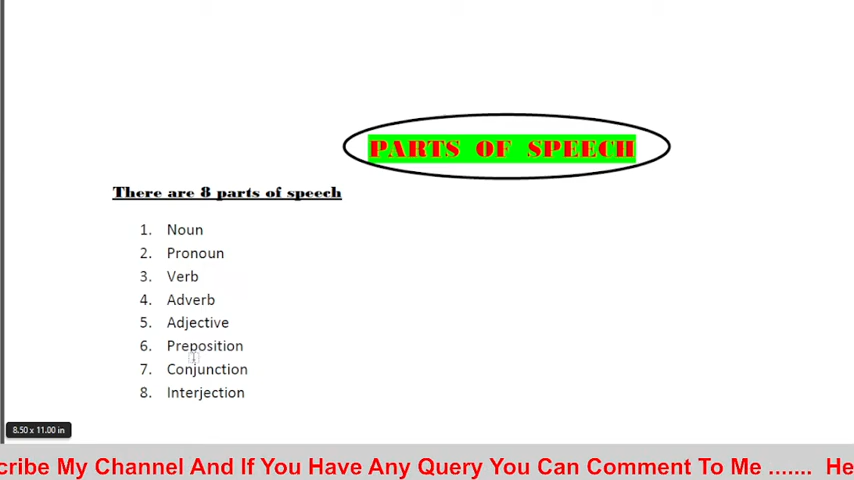 PARTS OF SPEECH
There are 8 parts of speech
1. Noun
2. Pronoun
3. Verb
4. Adverb
5. Adjective
6. Preposition
7. Conjunction
8. Interjection
8.50 x 11.00 in
cribe My Channel And If You Have Any Query You Can Comment To Me ....... He